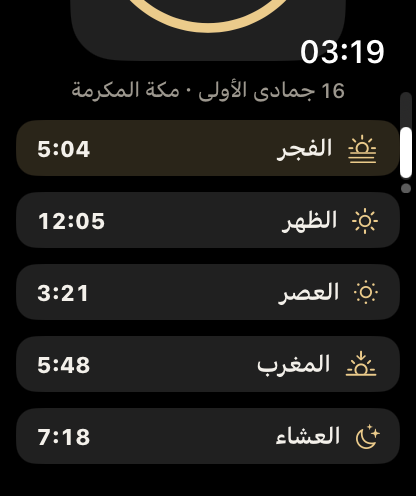 03:19
16 جمادى الأولى · مكة المكرمة
الفجر 5:04
الظهر 12:05
العصر 3:21
المغرب 5:48
العشاء 7:18